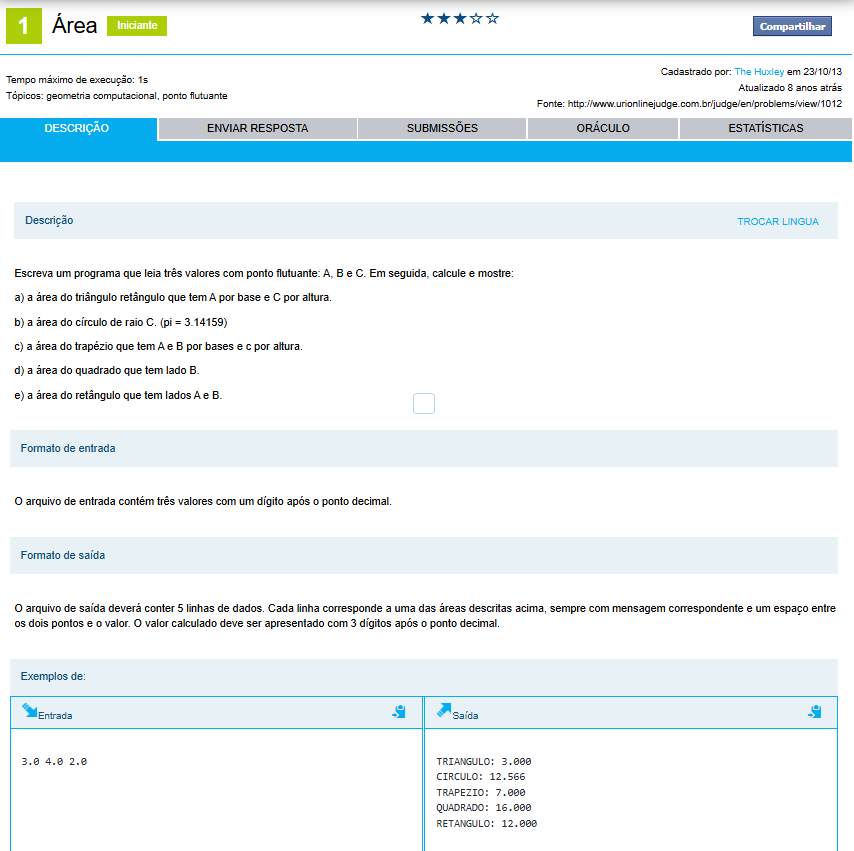 1 Área Iniciante
Compartilhar
Tempo máximo de execução: 1s
Tópicos: geometria computacional, ponto flutuante
Cadastrado por: The Huxley em 23/10/13
Atualizado 8 anos atrás
Fonte: http://www.urionlinejudge.com.br/judge/en/problems/view/1012
DESCRIÇÃO ENVIAR RESPOSTA SUBMISSÕES ORÁCULO ESTATÍSTICAS
Descrição TROCAR LINGUA
Escreva um programa que leia três valores com ponto flutuante: A, B e C. Em seguida, calcule e mostre:
a) a área do triângulo retângulo que tem A por base e C por altura.
b) a área do círculo de raio C. (pi = 3.14159)
c) a área do trapézio que tem A e B por bases e c por altura.
d) a área do quadrado que tem lado B.
e) a área do retângulo que tem lados A e B.
Formato de entrada
O arquivo de entrada contém três valores com um dígito após o ponto decimal.
Formato de saída
O arquivo de saída deverá conter 5 linhas de dados. Cada linha corresponde a uma das áreas descritas acima, sempre com mensagem correspondente e um espaço entre
os dois pontos e o valor. O valor calculado deve ser apresentado com 3 dígitos após o ponto decimal.
Exemplos de:
Entrada
3.0 4.0 2.0
Saída
TRIANGULO: 3.000
CIRCULO: 12.566
TRAPEZIO: 7.000
QUADRADO: 16.000
RETANGULO: 12.000